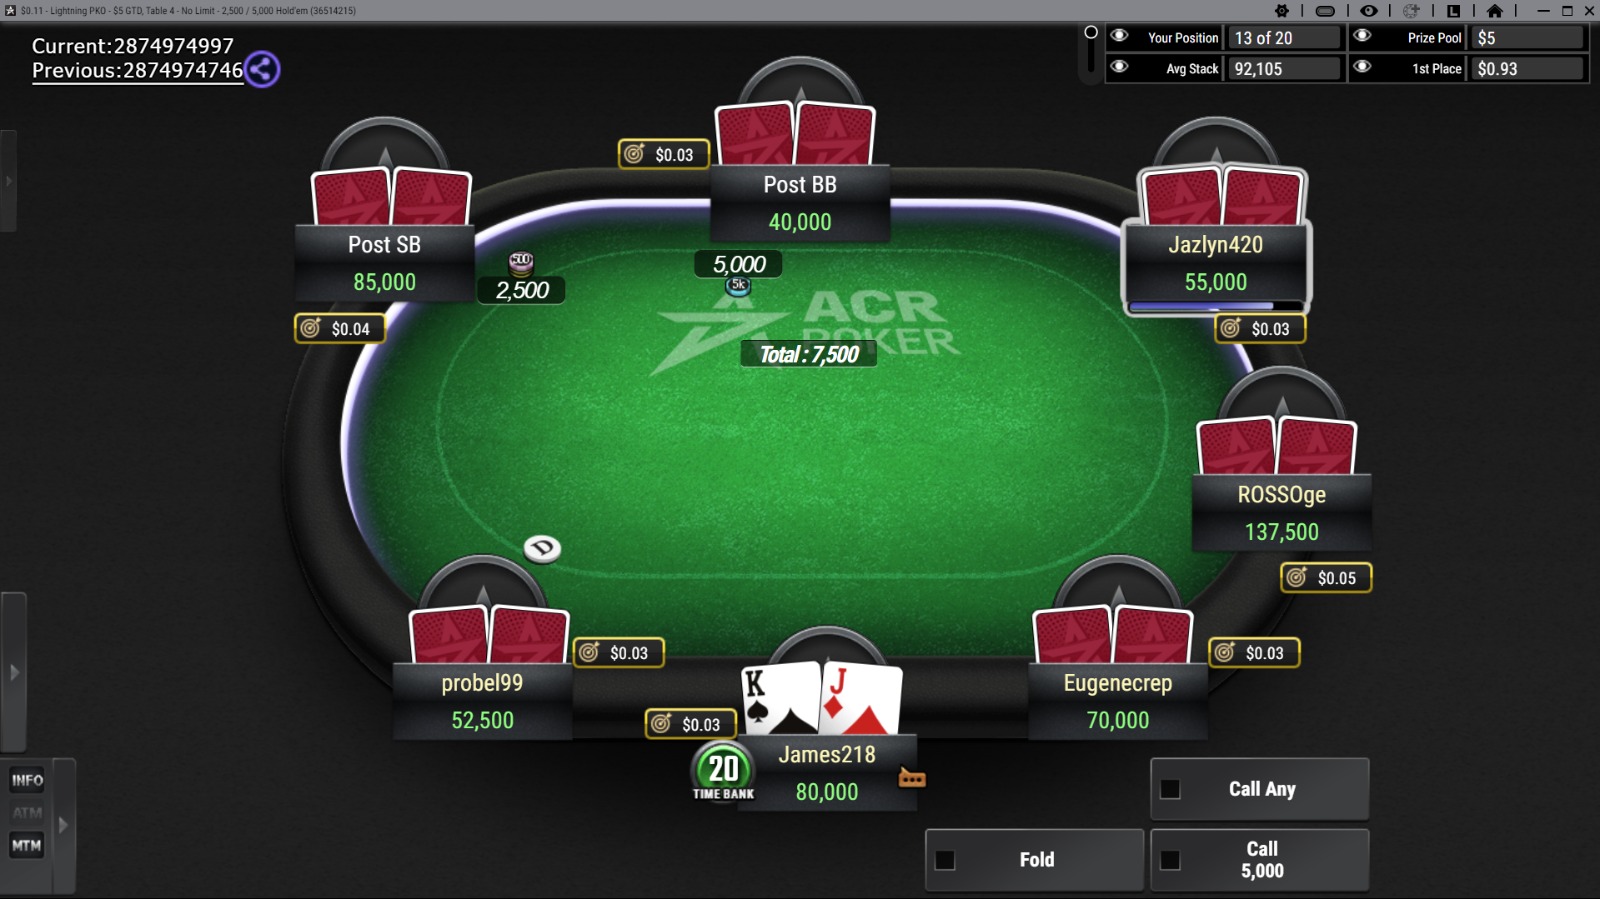 $0.11 - Lightning PKO - $5 GTD, Table 4 - No Limit - 2,500 / 5,000 Hold'em (36514215)
L
Current:2874974997
Previous:2874974746
Your Position 13 of 20 Prize Pool $5
Avg Stack 92,105 1st Place $0.93
$0.03
Post BB
40,000
Post SB
85,000
$0.04
Jazlyn420
55,000
$0.03
500
2,500
5,000
5k
ACR
POKER
Total : 7,500
ROSSOge
137,500
$0.05
D
probel99
52,500
$0.03
K
J
$0.03
James218
80,000
20
TIME BANK
Eugenecrep
70,000
$0.03
INFO
ATM
MTM
Call Any
Fold
Call
5,000